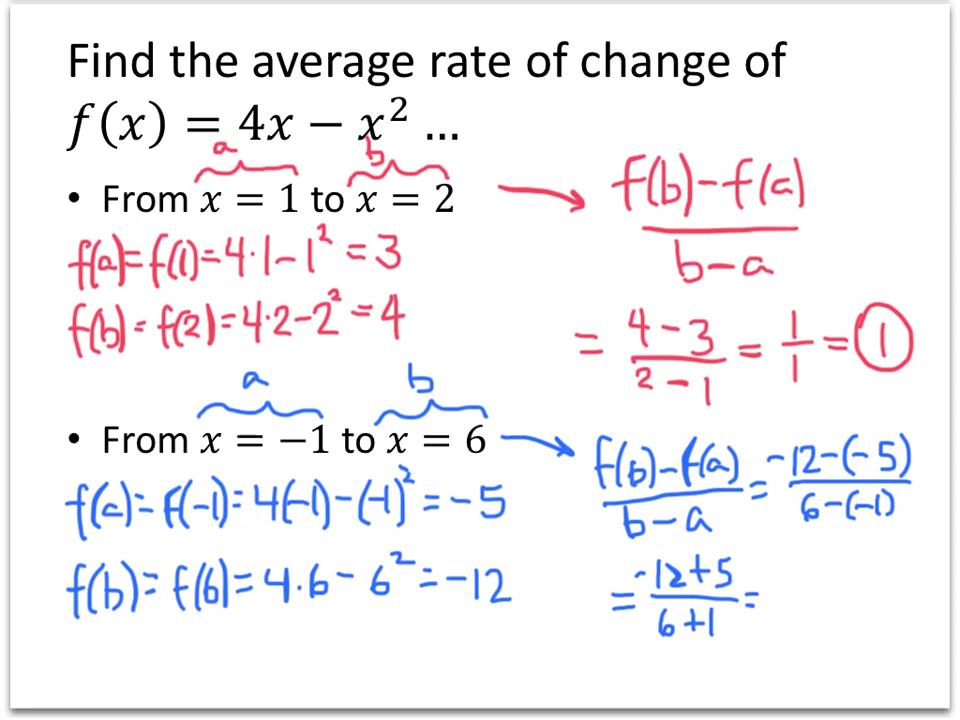 Find the average rate of change of
f(x) = 4x − x² ...
a b
• From x = 1 to x = 2 → f(b)-f(a) / b-a
f(a)=f(1)=4·1-1²=3
f(b)=f(2)=4·2-2²=4
= 4-3 / 2-1 = 1/1 = 1
a b
• From x = −1 to x = 6 → f(b)-f(a) / b-a = -12-(-5) / 6-(-1)
f(a)=f(-1)=4(-1)-(-1)²=-5
f(b)=f(6)=4·6-6²=-12
= -12+5 / 6+1 =